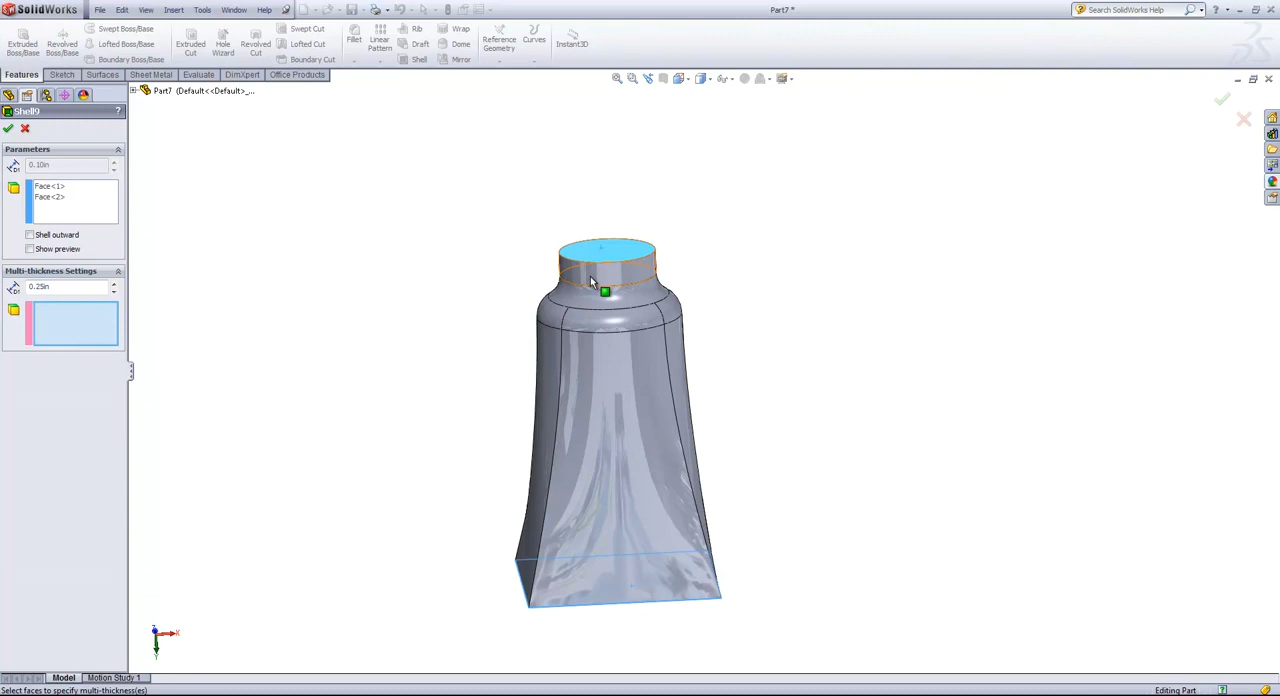 SolidWorks File Edit View Insert Tools Window Help Part7 * Search SolidWorks Help
Extruded Boss/Base
Revolved Boss/Base
Swept Boss/Base
Lofted Boss/Base
Boundary Boss/Base
Extruded Cut
Hole Wizard
Revolved Cut
Swept Cut
Lofted Cut
Boundary Cut
Fillet
Linear Pattern
Rib
Draft
Shell
Wrap
Dome
Mirror
Reference Geometry
Curves
Instant3D
Features Sketch Surfaces Sheet Metal Evaluate DimXpert Office Products
Part7 (Default<<Default>_...
Shell9 ?
Parameters
0.10in
Face<1>
Face<2>
Shell outward
Show preview
Multi-thickness Settings
0.25in
Z
X
Y
Model Motion Study 1
Select faces to specify multi-thickness(es) Editing Part